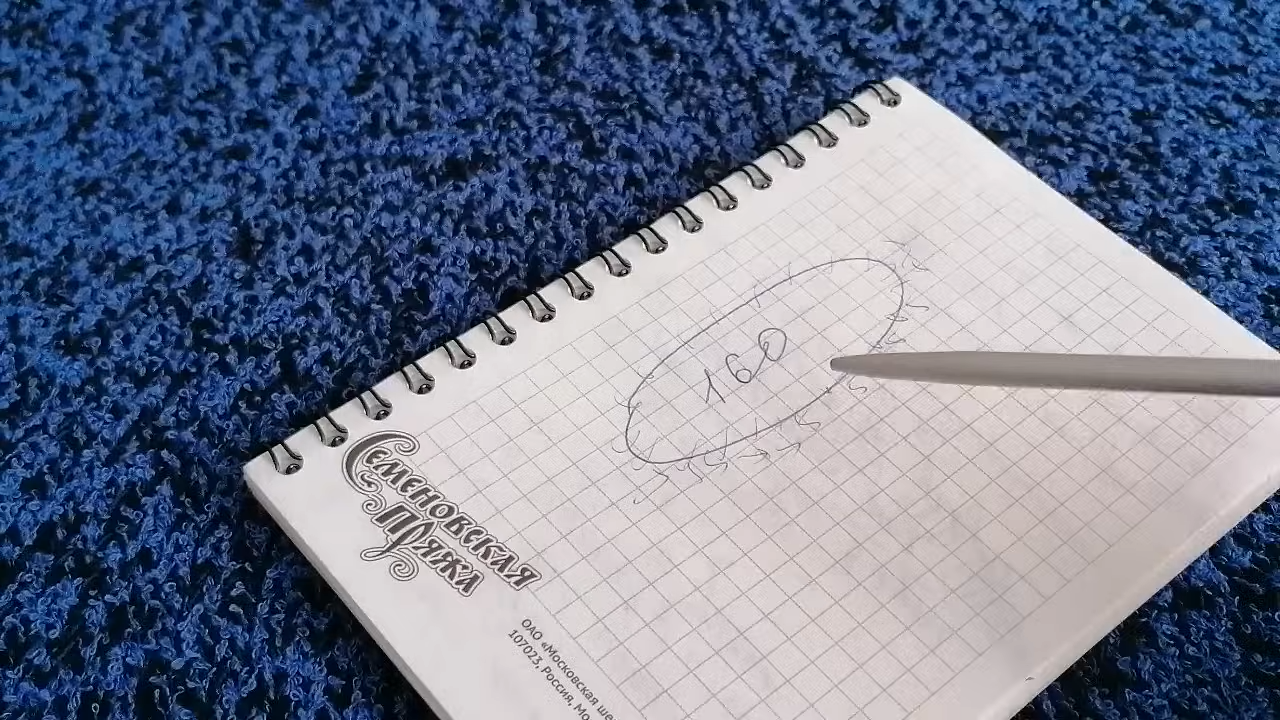 160
СЕМЕНОВСКАЯ
ПРЯЖА
ОАО «Московская ше
107023, Россия, Мо